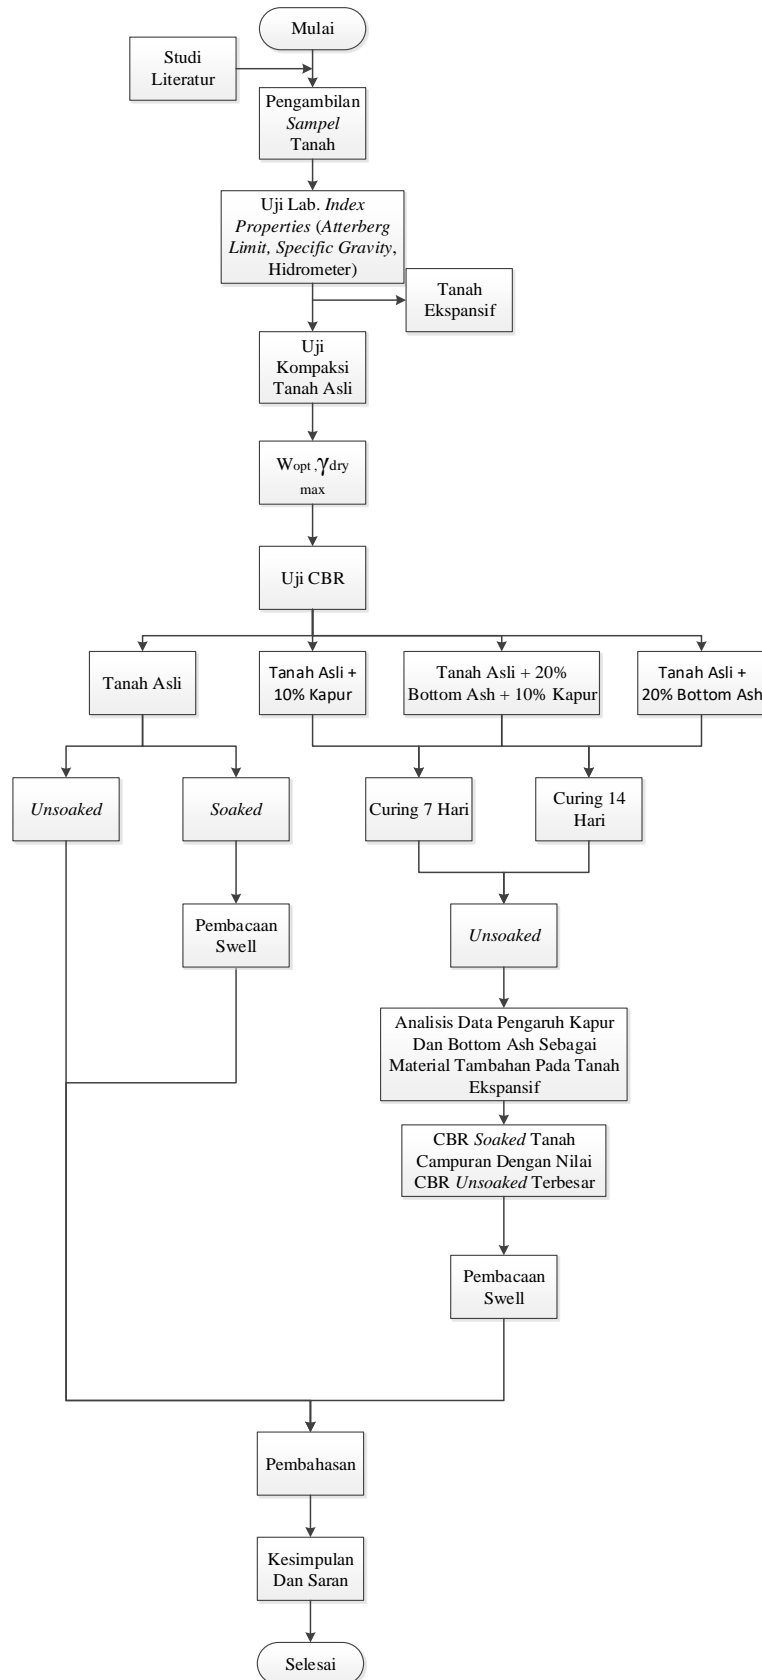 Mulai
Studi
Literatur
Pengambilan
Sampel
Tanah
Uji Lab. Index
Properties (Atterberg
Limit, Specific Gravity,
Hidrometer)
Tanah
Ekspansif
Uji
Kompaksi
Tanah Asli
Wopt ,γdry
max
Uji CBR
Tanah Asli
Tanah Asli +
10% Kapur
Tanah Asli + 20%
Bottom Ash + 10% Kapur
Tanah Asli +
20% Bottom Ash
Unsoaked
Soaked
Curing 7 Hari
Curing 14
Hari
Pembacaan
Swell
Unsoaked
Analisis Data Pengaruh Kapur
Dan Bottom Ash Sebagai
Material Tambahan Pada Tanah
Ekspansif
CBR Soaked Tanah
Campuran Dengan Nilai
CBR Unsoaked Terbesar
Pembacaan
Swell
Pembahasan
Kesimpulan
Dan Saran
Selesai